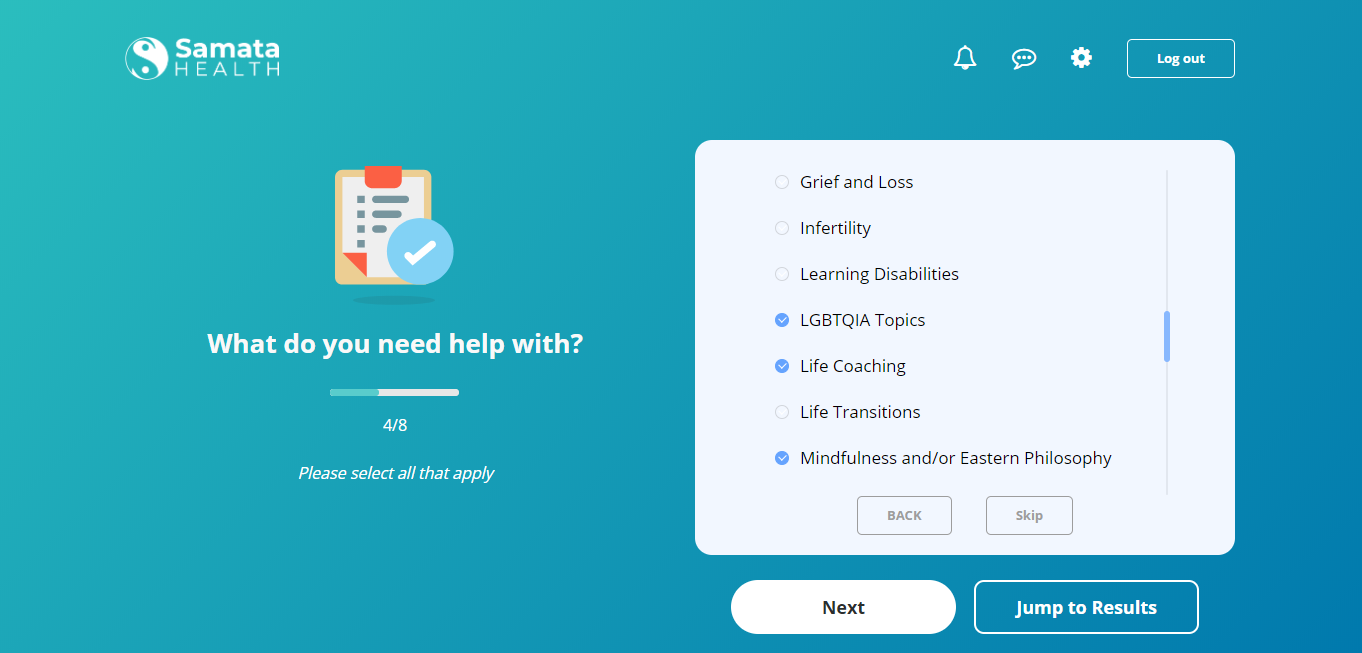 Samata
HEALTH
Log out
What do you need help with?
4/8
Please select all that apply
Grief and Loss
Infertility
Learning Disabilities
LGBTQIA Topics
Life Coaching
Life Transitions
Mindfulness and/or Eastern Philosophy
BACK
Skip
Next
Jump to Results